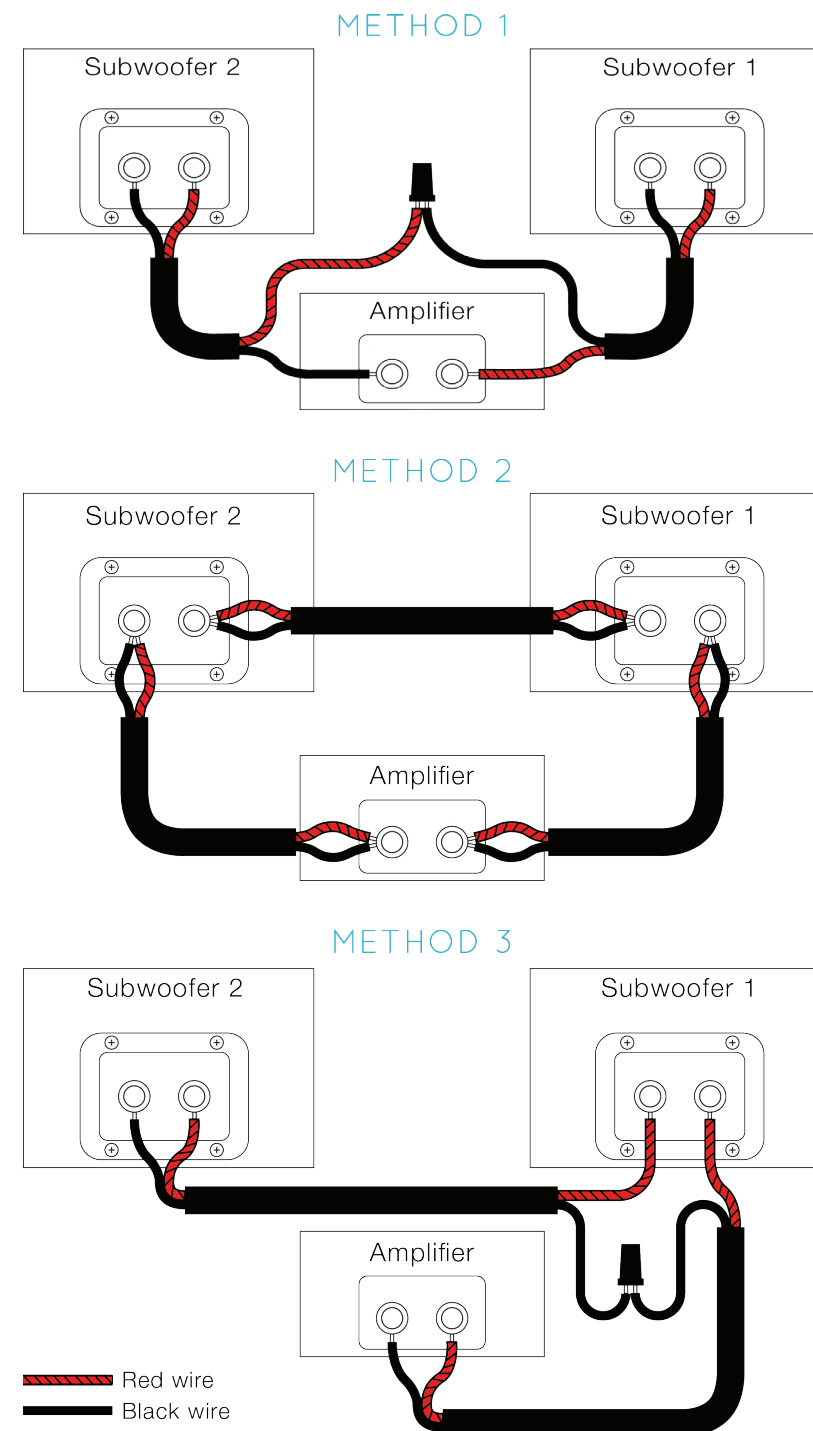 METHOD 1
Subwoofer 2
Subwoofer 1
Amplifier
METHOD 2
Subwoofer 2
Subwoofer 1
Amplifier
METHOD 3
Subwoofer 2
Subwoofer 1
Amplifier
Red wire
Black wire